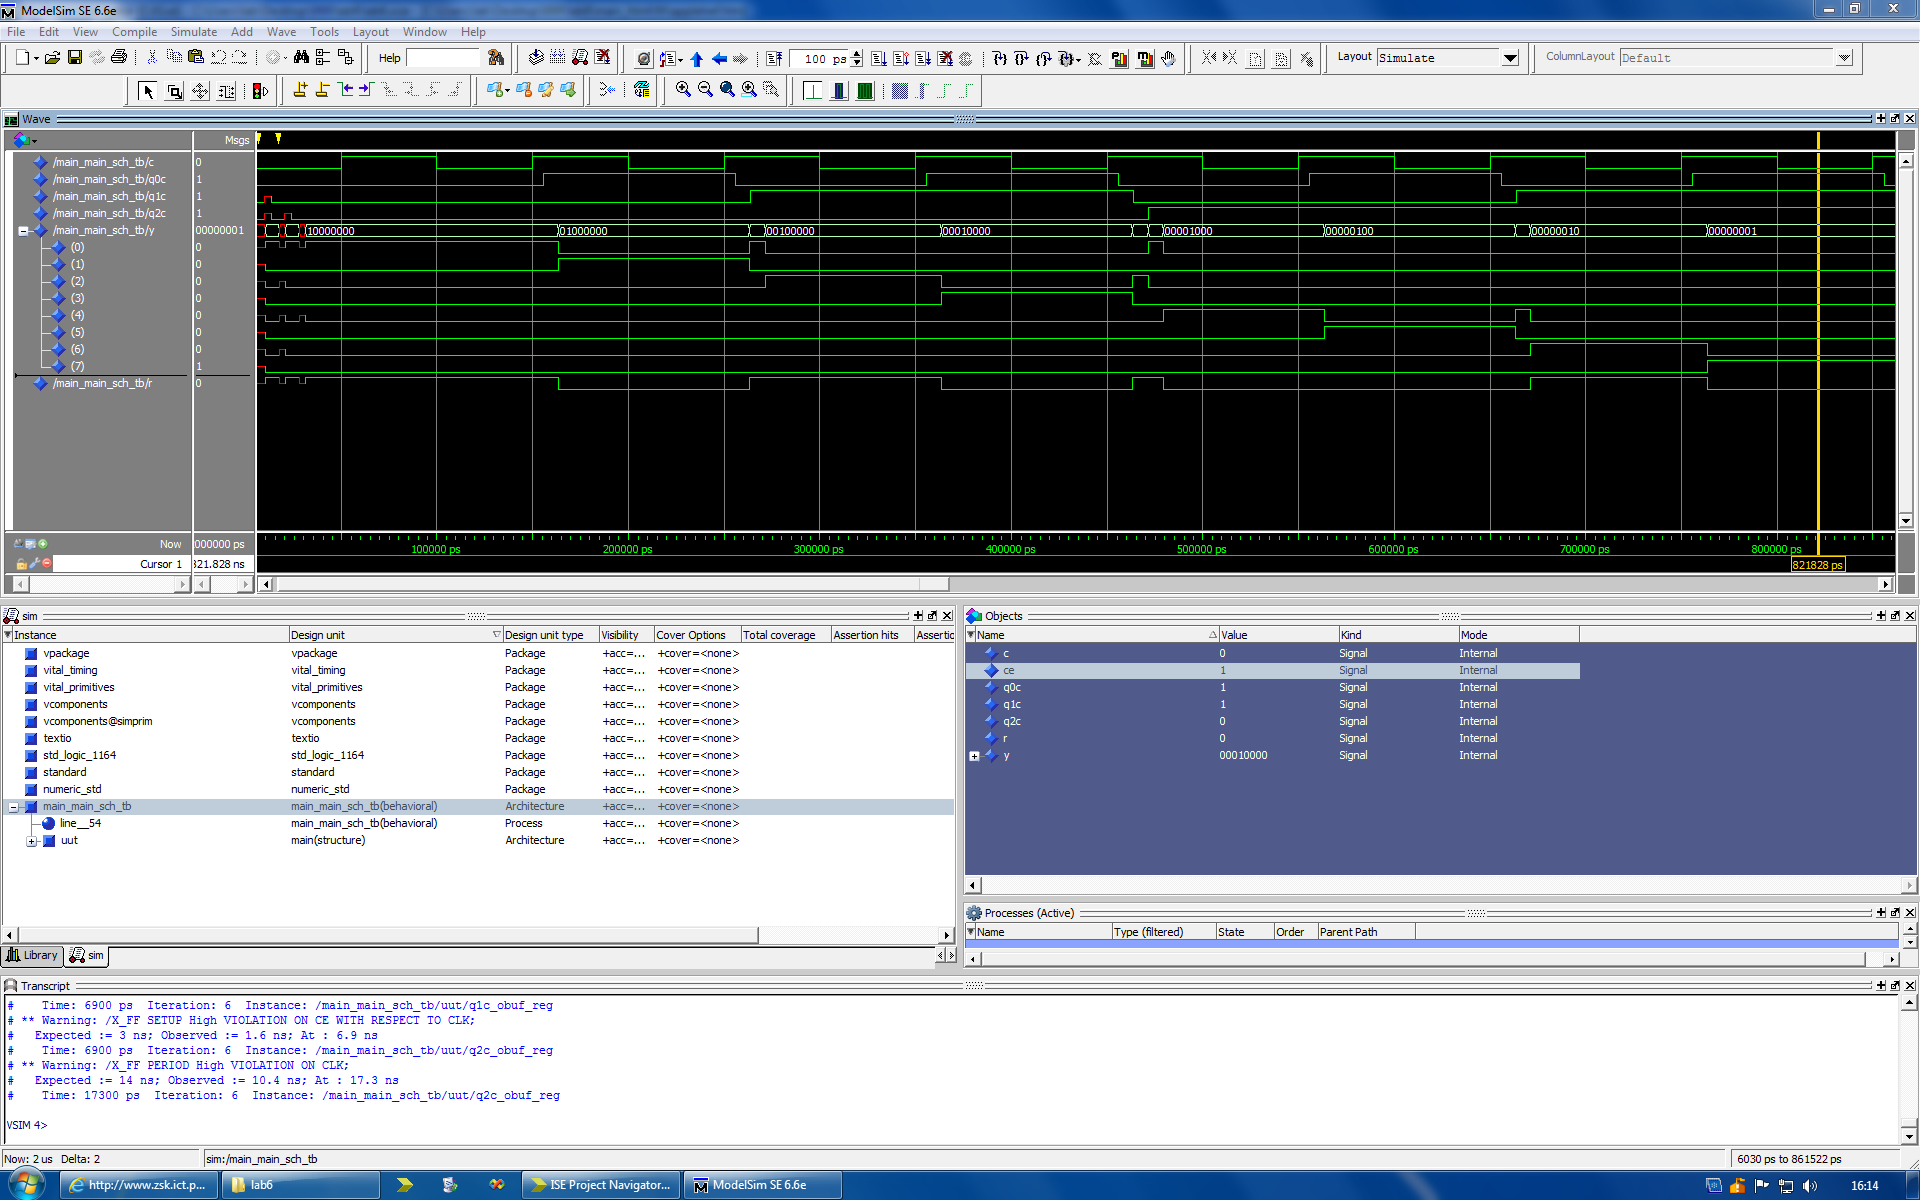 ModelSim SE 6.6e
File Edit View Compile Simulate Add Wave Tools Layout Window Help
Help
100 ps
Layout Simulate
ColumnLayout Default
Wave
Msgs
/main_main_sch_tb/c 0
/main_main_sch_tb/q0c 1
/main_main_sch_tb/q1c 1
/main_main_sch_tb/q2c 1
/main_main_sch_tb/y 00000001 10000000 01000000 00100000 00010000 00001000 00000100 00000010 00000001
(0) 0
(1) 0
(2) 0
(3) 0
(4) 0
(5) 0
(6) 0
(7) 1
/main_main_sch_tb/r 0
Now 000000 ps 100000 ps 200000 ps 300000 ps 400000 ps 500000 ps 600000 ps 700000 ps 800000 ps
Cursor 1 321.828 ns 821828 ps
sim
Instance Design unit Design unit type Visibility Cover Options Total coverage Assertion hits Assertic
vpackage vpackage Package +acc=... +cover=<none>
vital_timing vital_timing Package +acc=... +cover=<none>
vital_primitives vital_primitives Package +acc=... +cover=<none>
vcomponents vcomponents Package +acc=... +cover=<none>
vcomponents@simprim vcomponents Package +acc=... +cover=<none>
textio textio Package +acc=... +cover=<none>
std_logic_1164 std_logic_1164 Package +acc=... +cover=<none>
standard standard Package +acc=... +cover=<none>
numeric_std numeric_std Package +acc=... +cover=<none>
main_main_sch_tb main_main_sch_tb(behavioral) Architecture +acc=... +cover=<none>
line__54 main_main_sch_tb(behavioral) Process +acc=... +cover=<none>
uut main(structure) Architecture +acc=... +cover=<none>
Library sim
Objects
Name Value Kind Mode
c 0 Signal Internal
ce 1 Signal Internal
q0c 1 Signal Internal
q1c 1 Signal Internal
q2c 0 Signal Internal
r 0 Signal Internal
y 00010000 Signal Internal
Processes (Active)
Name Type (filtered) State Order Parent Path
Transcript
# Time: 6900 ps Iteration: 6 Instance: /main_main_sch_tb/uut/q1c_obuf_reg
# ** Warning: /X_FF SETUP High VIOLATION ON CE WITH RESPECT TO CLK;
# Expected := 3 ns; Observed := 1.6 ns; At : 6.9 ns
# Time: 6900 ps Iteration: 6 Instance: /main_main_sch_tb/uut/q2c_obuf_reg
# ** Warning: /X_FF PERIOD High VIOLATION ON CLK;
# Expected := 14 ns; Observed := 10.4 ns; At : 17.3 ns
# Time: 17300 ps Iteration: 6 Instance: /main_main_sch_tb/uut/q2c_obuf_reg
VSIM 4>
Now: 2 us Delta: 2 sim:/main_main_sch_tb 6030 ps to 861522 ps
http://www.zsk.ict.p... lab6 ISE Project Navigator... ModelSim SE 6.6e 16:14